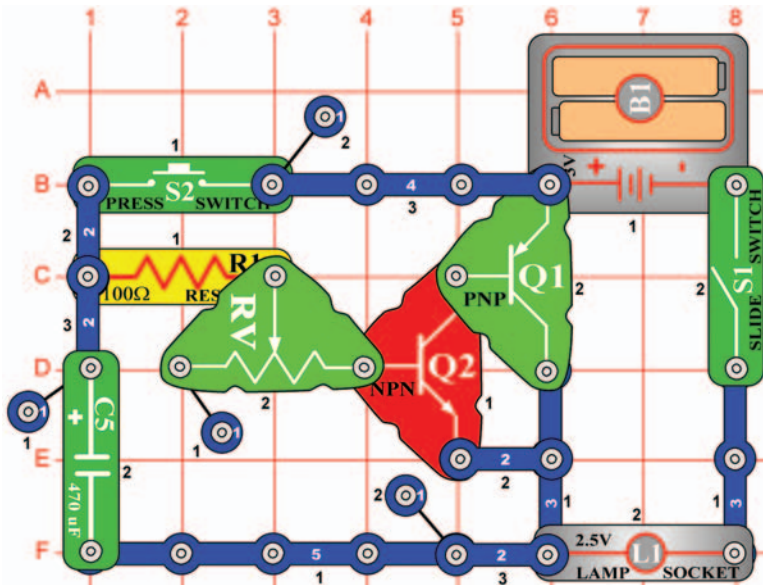 1 2 3 4 5 6 7 8
A
1
2
B1
1
3V
+ -
B
S2
4
PRESS SWITCH
3
1
2
2
1
R1
C
100Ω
RES
RV
Q1
PNP
2
S1
SLIDE SWITCH
2
3
2
D
Q2
NPN
1
C5
+
470 uF
2
1
1
2
1
1
E
2
2
2
1
3
1
3
1
2
F
5
1
2
3
2.5V
L1
LAMP SOCKET